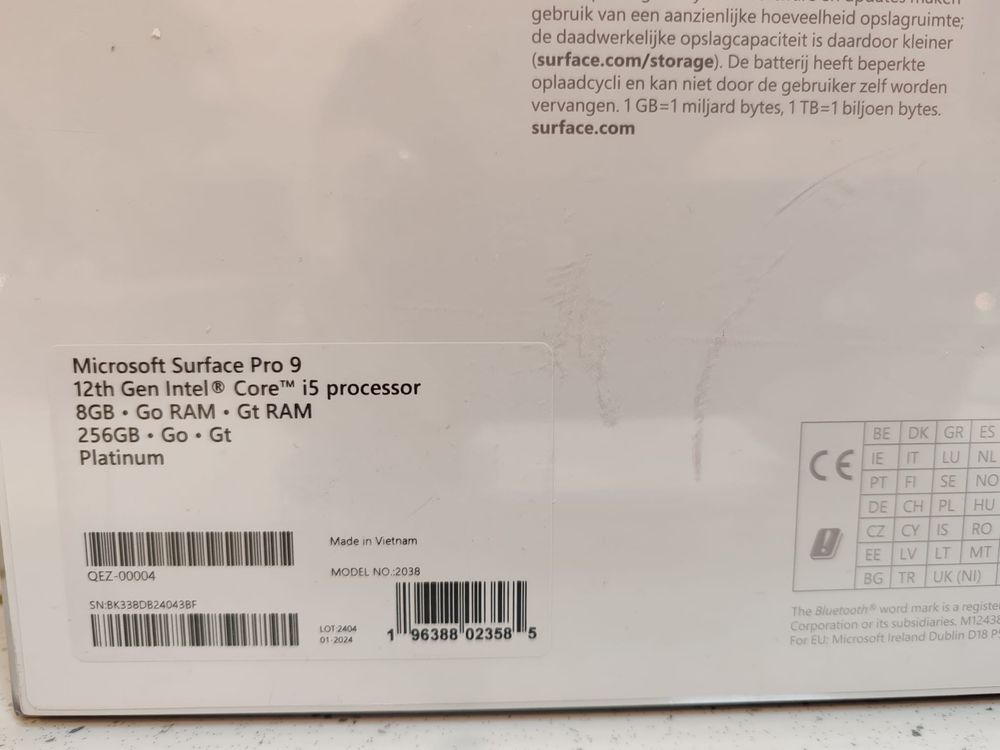 gebruik van een aanzienlijke hoeveelheid opslagruimte;
de daadwerkelijke opslagcapaciteit is daardoor kleiner
(surface.com/storage). De batterij heeft beperkte
oplaadcycli en kan niet door de gebruiker zelf worden
vervangen. 1 GB=1 miljard bytes, 1 TB=1 biljoen bytes.
surface.com
Microsoft Surface Pro 9
12th Gen Intel® Core™ i5 processor
8GB • Go RAM • Gt RAM
256GB • Go • Gt
Platinum
QEZ-00004
SN:BK338DB24043BF
Made in Vietnam
MODEL NO.:2038
LOT:2404
01-2024
1 96388 02358 5
CE
BE DK GR ES
IE IT LU NL
PT FI SE NO
DE CH PL HU
CZ CY IS RO
EE LV LT MT
BG TR UK (NI)
The Bluetooth® word mark is a
Corporation or its subsidiaries.
For EU; Microsoft Ireland Dublin D18